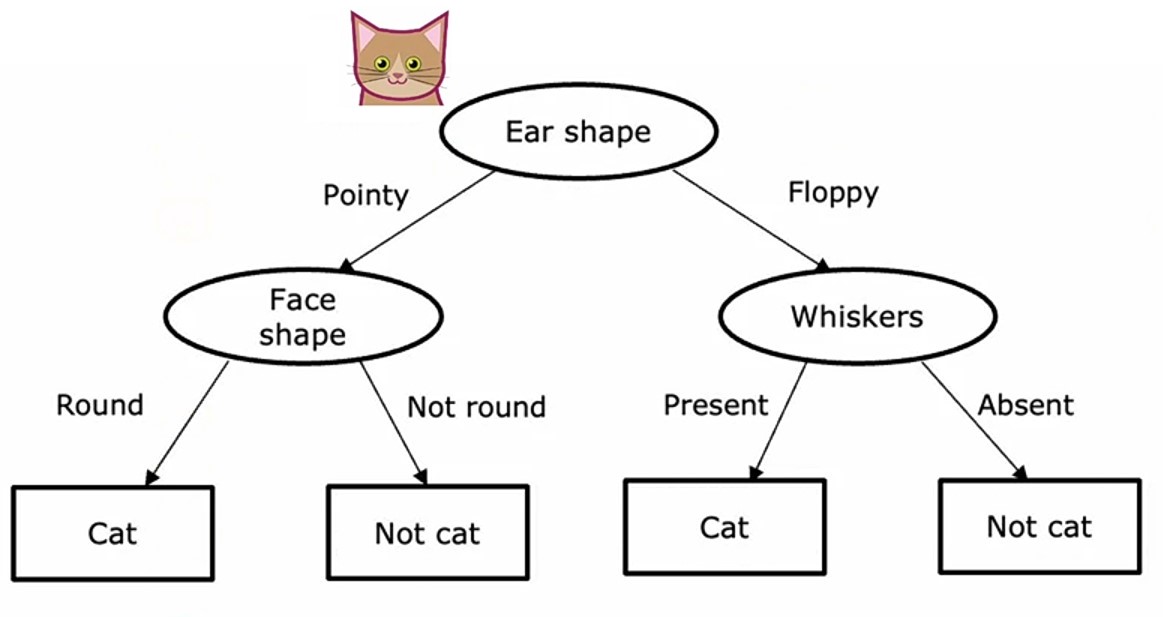 Ear shape
Pointy
Floppy
Face
shape
Whiskers
Round
Not round
Present
Absent
Cat
Not cat
Cat
Not cat